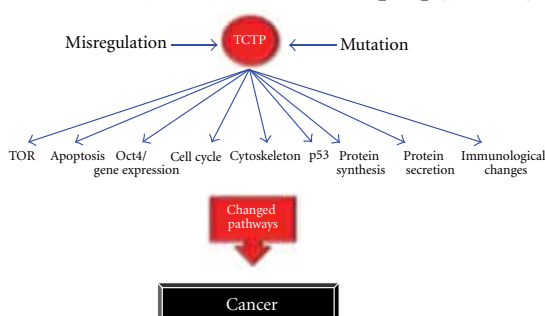 Misregulation TCTP Mutation
TOR Apoptosis Oct4/ Cell cycle Cytoskeleton p53 Protein Protein Immunological
gene expression synthesis secretion changes
Changed
pathways
Cancer